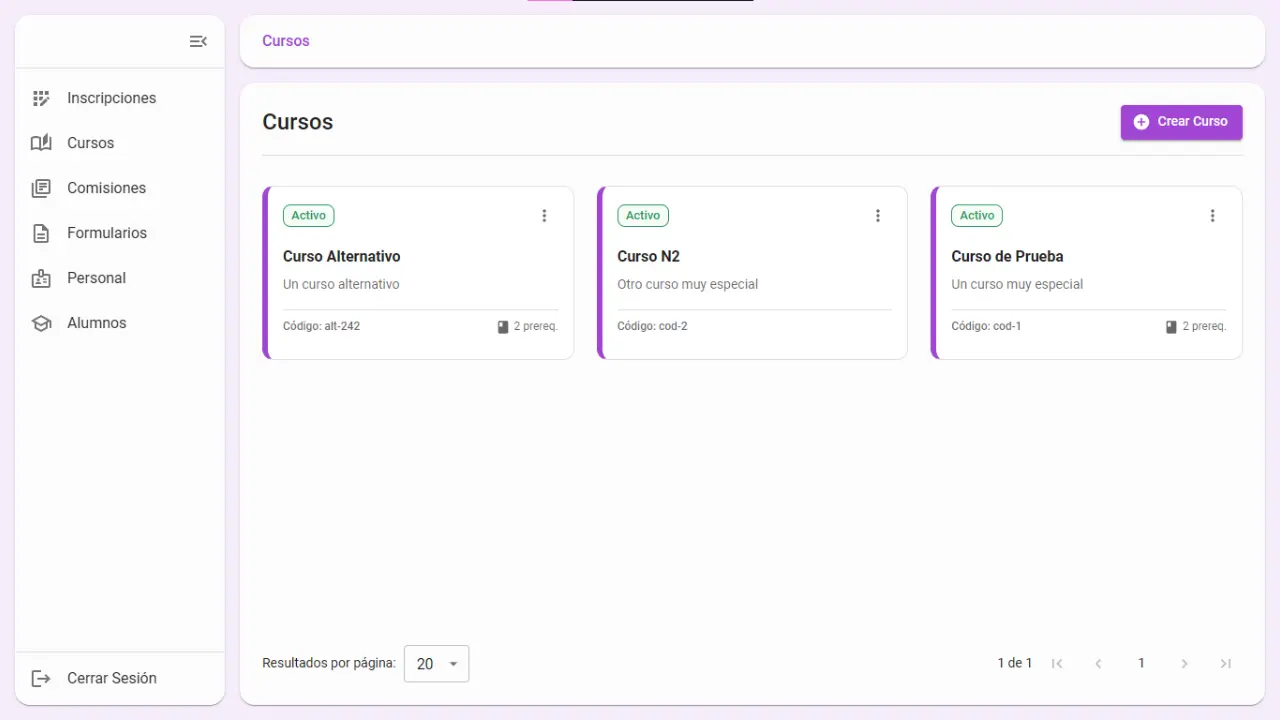 Cursos
Inscripciones
Cursos
Comisiones
Formularios
Personal
Alumnos
Cerrar Sesión
Cursos
Crear Curso
Activo
Curso Alternativo
Un curso alternativo
Código: alt-242
2 prereq.
Activo
Curso N2
Otro curso muy especial
Código: cod-2
Activo
Curso de Prueba
Un curso muy especial
Código: cod-1
2 prereq.
Resultados por página: 20
1 de 1
1